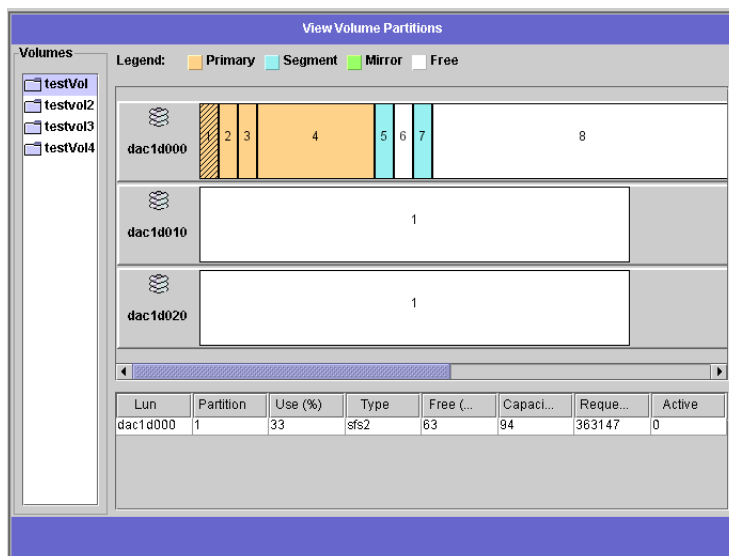 View Volume Partitions
Volumes
testVol
testvol2
testvol3
testVol4
Legend: Primary Segment Mirror Free
dac1d000
1 2 3 4 5 6 7 8
dac1d010
1
dac1d020
1
Lun Partition Use (%) Type Free (... Capaci... Reque... Active
dac1d000 1 33 sfs2 63 94 363147 0